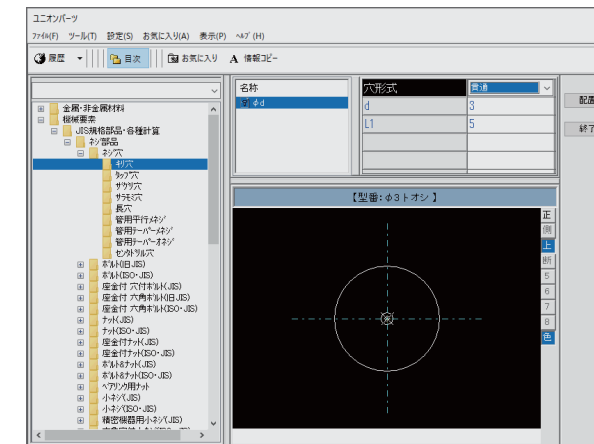 ユニオンパーツ
ファイル(F) ツール(T) 設定(S) お気に入り(A) 表示(P) ヘルプ(H)
履歴 目次 お気に入り A 情報コピー
金属・非金属材料
機械要素
JIS規格部品・各種計算
ネジ部品
ネジ穴
キリ穴
タップ穴
ザグリ穴
サラモミ穴
長穴
管用平行メネジ
管用テーパーメネジ
管用テーパーオネジ
センタドリル穴
ボルト(旧JIS)
ボルト(ISO・JIS)
座金付 穴付ボルト(JIS)
座金付 六角ボルト(旧JIS)
座金付 六角ボルト(ISO・JIS)
ナット(JIS)
ナット(ISO・JIS)
座金付ナット(JIS)
座金付ナット(ISO・JIS)
ボルト&ナット(JIS)
ボルト&ナット(ISO・JIS)
ベアリング用ナット
小ネジ(JIS)
小ネジ(ISO・JIS)
精密機器用小ネジ(JIS)
名称
φd
穴形式 貫通
d 3
L1 5
配置
終了
【型番:φ3トオシ】
正
側
上
断
5
6
7
8
色